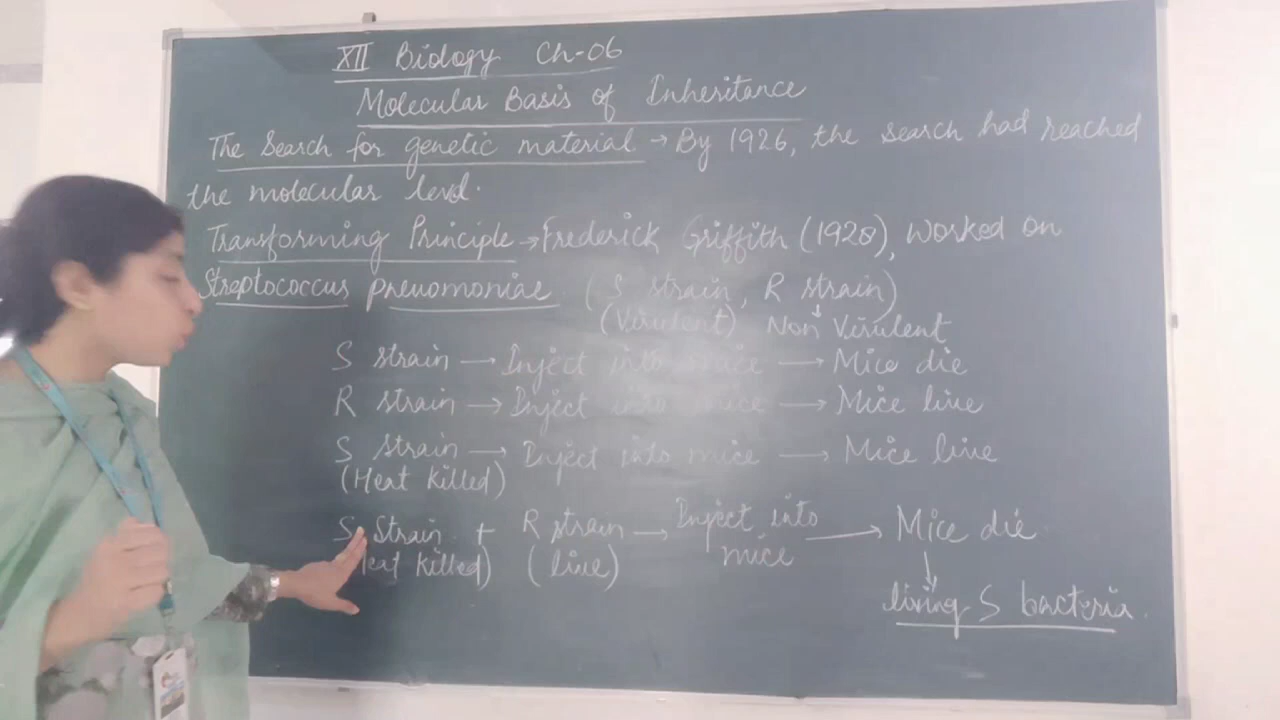 XII Biology Ch-06
Molecular Basis of Inheritance
The Search for genetic material → By 1926, the search had reached
the molecular level.
Transforming Principle → Frederick Griffith (1928), worked on
Streptococcus pneuomoniae (S strain, R strain)
(Virulent) Non Virulent
S strain → Inject into mice → Mice die
R strain → Inject into mice → Mice live
S strain → Inject into mice → Mice live
(Heat Killed)
S Strain + R strain → Inject into mice → Mice die
(Heat Killed) (live)
living S bacteria